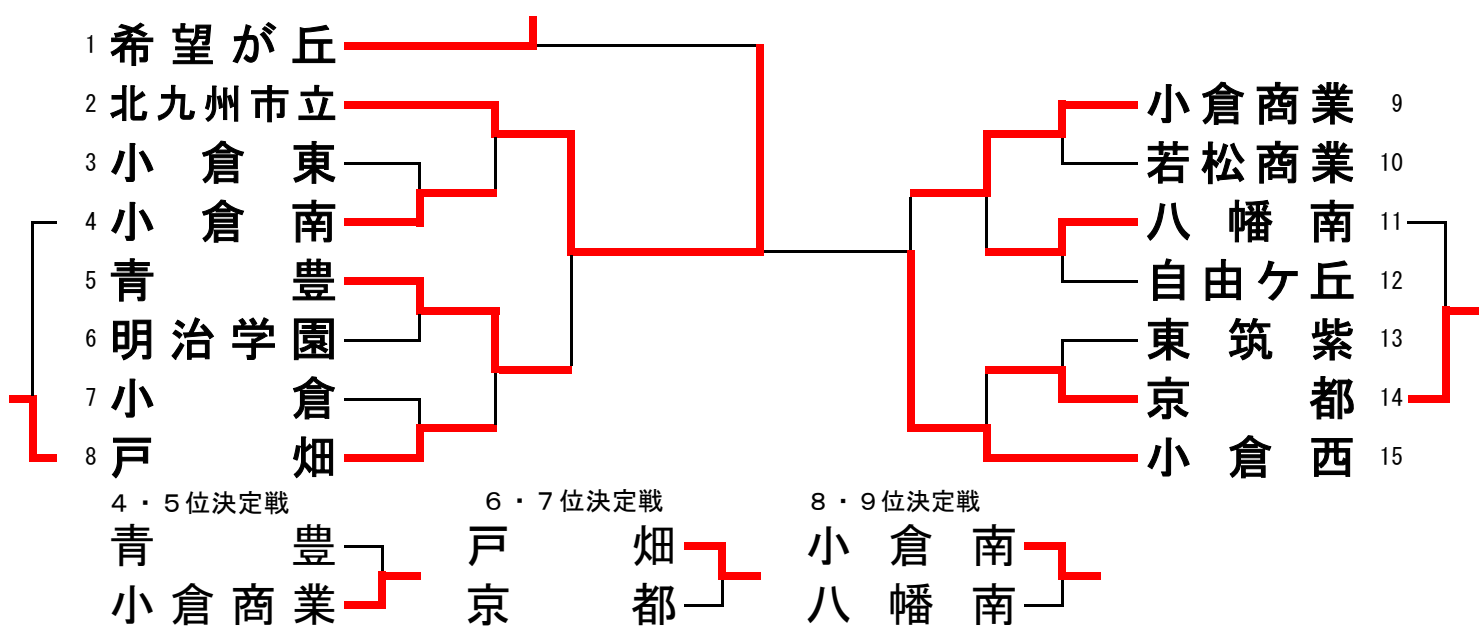 1 希望が丘
2 北九州市立
3 小倉東
4 小倉南
5 青豊
6 明治学園
7 小倉
8 戸畑
小倉商業 9
若松商業 10
八幡南 11
自由ケ丘 12
東筑紫 13
京都 14
小倉西 15
４・５位決定戦
青豊
小倉商業
６・７位決定戦
戸畑
京都
８・９位決定戦
小倉南
八幡南